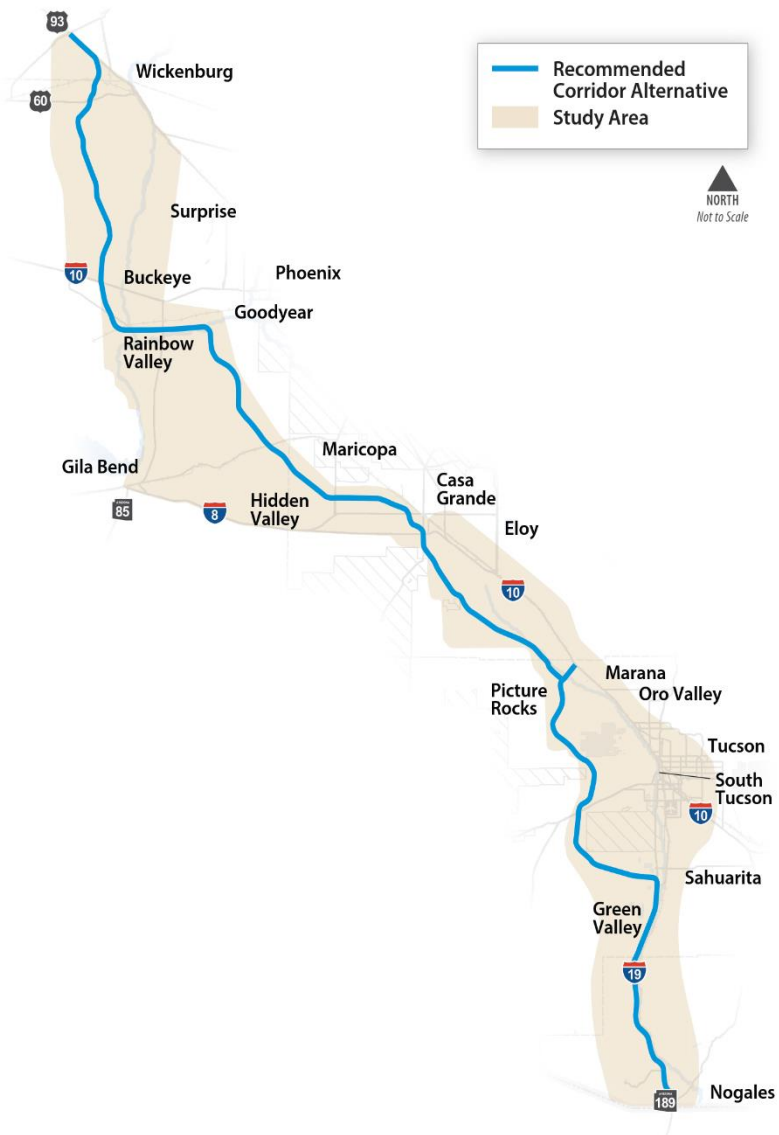 93
Wickenburg
60
Recommended
Corridor Alternative
Study Area
NORTH
Not to Scale
Surprise
10
Buckeye
Phoenix
Goodyear
Rainbow
Valley
Maricopa
Gila Bend
85
8
Hidden
Valley
Casa
Grande
Eloy
10
Marana
Oro Valley
Picture
Rocks
Tucson
South
Tucson
10
Sahuarita
Green
Valley
19
Nogales
189